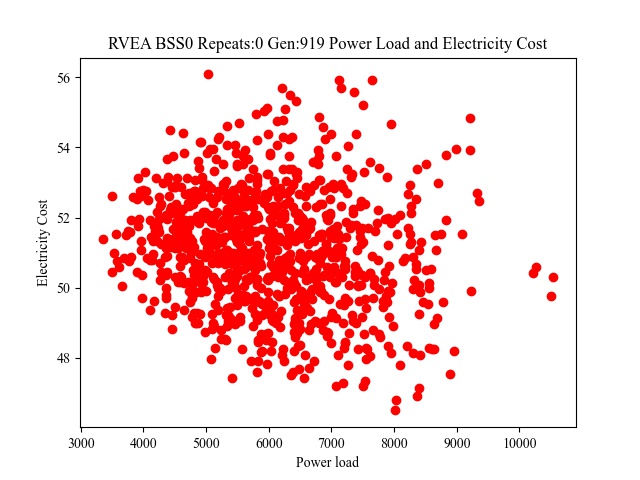 RVEA BSS0 Repeats:0 Gen:919 Power Load and Electricity Cost
56
54
52
50
48
Electricity Cost
3000 4000 5000 6000 7000 8000 9000 10000
Power load